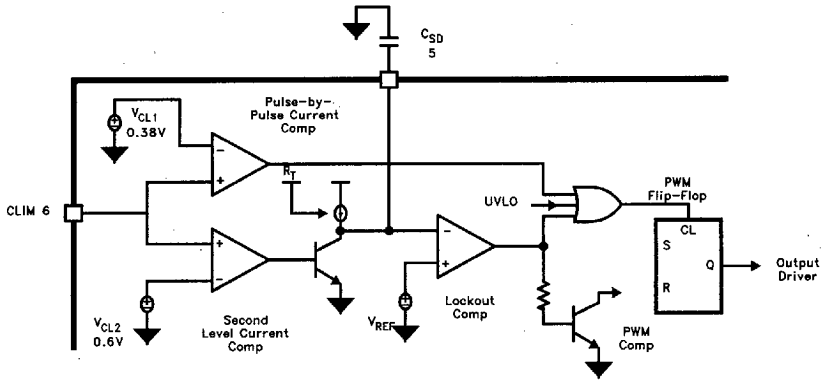 C_SD
5
V_CL1
0.38V
Pulse-by-
Pulse Current
Comp
R_T
CLIM 6
UVLO
PWM
Flip-Flop
CL
S
Q
R
Output
Driver
V_CL2
0.6V
Second
Level Current
Comp
V_REF
Lockout
Comp
PWM
Comp